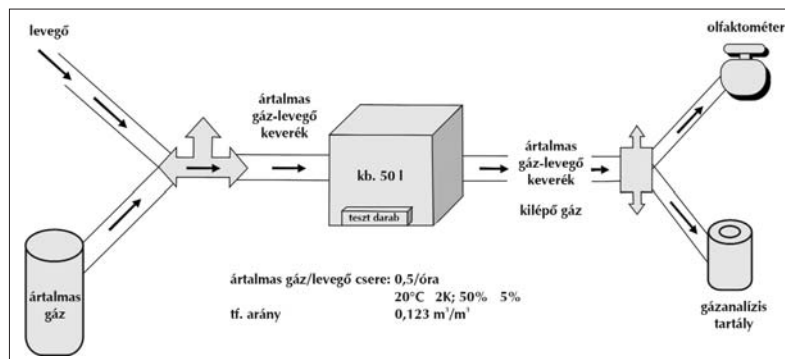 levegő
olfaktométer
ártalmas
gáz-levegő
keverék
kb. 50 l
teszt darab
ártalmas
gáz-levegő
keverék
kilépő gáz
ártalmas
gáz
ártalmas gáz/levegő csere: 0,5/óra
20°C 2K; 50% 5%
tf. arány 0,123 m³/m³
gázanalízis
tartály